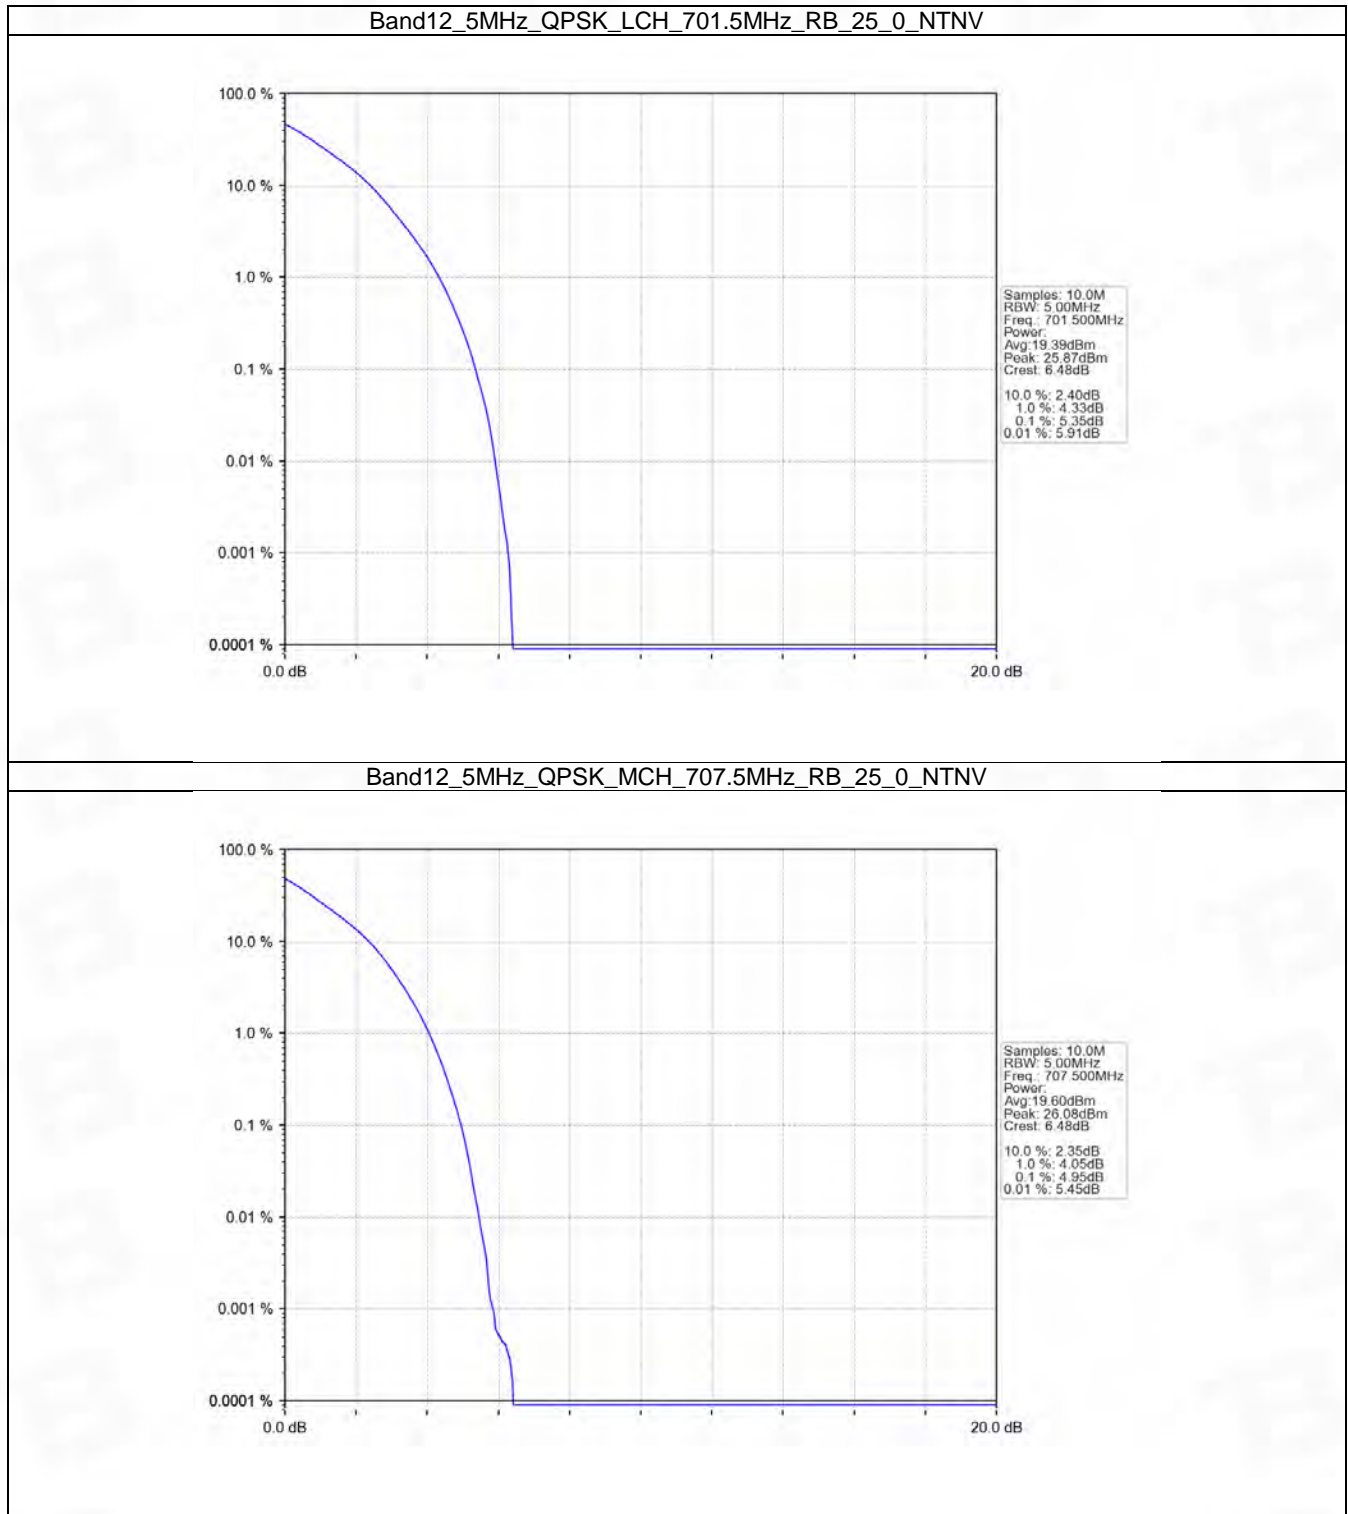 Band12_5MHz_QPSK_LCH_701.5MHz_RB_25_0_NTNV
100.0 %
10.0 %
1.0 %
0.1 %
0.01 %
0.001 %
0.0001 %
0.0 dB
20.0 dB
Samples: 10.0M
RBW: 5.00MHz
Freq.: 701.500MHz
Power:
Avg:19.39dBm
Peak: 25.87dBm
Crest: 6.48dB
10.0 %: 2.40dB
1.0 %: 4.33dB
0.1 %: 5.35dB
0.01 %: 5.91dB
Band12_5MHz_QPSK_MCH_707.5MHz_RB_25_0_NTNV
100.0 %
10.0 %
1.0 %
0.1 %
0.01 %
0.001 %
0.0001 %
0.0 dB
20.0 dB
Samples: 10.0M
RBW: 5.00MHz
Freq.: 707.500MHz
Power:
Avg:19.60dBm
Peak: 26.08dBm
Crest: 6.48dB
10.0 %: 2.35dB
1.0 %: 4.05dB
0.1 %: 4.95dB
0.01 %: 5.45dB